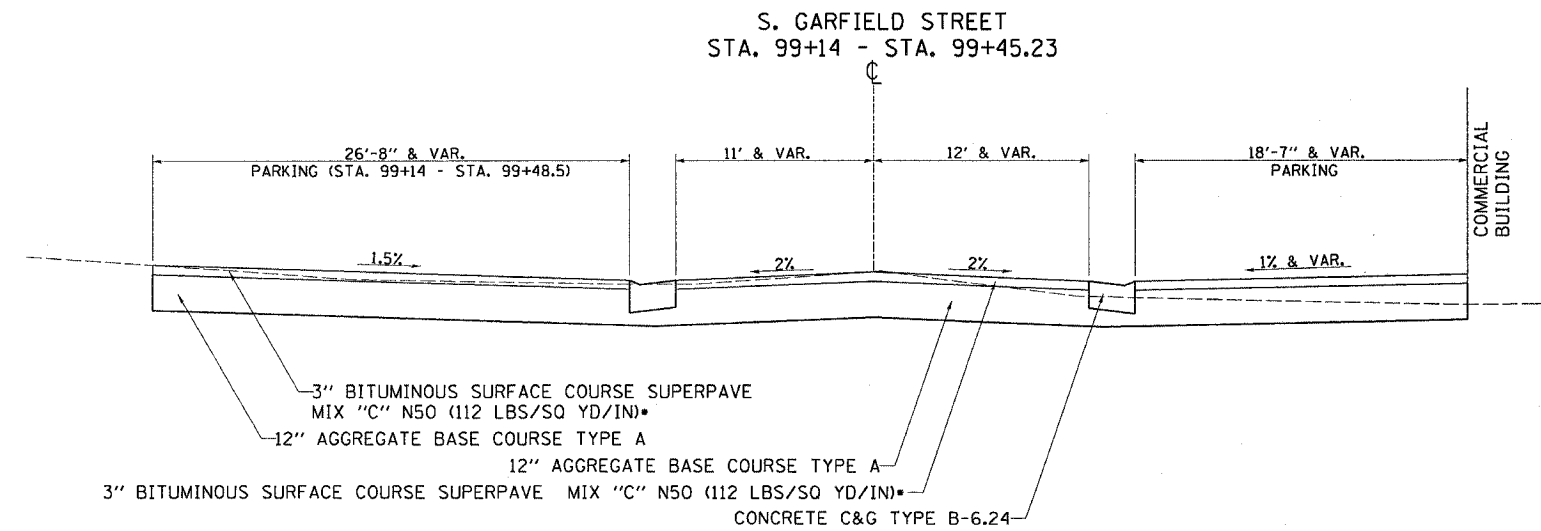 S. GARFIELD STREET
STA. 99+14 - STA. 99+45.23
℄
26'-8" & VAR.
PARKING (STA. 99+14 - STA. 99+48.5)
11' & VAR.
12' & VAR.
18'-7" & VAR.
PARKING
COMMERCIAL
BUILDING
1.5%
2%
2%
1% & VAR.
3" BITUMINOUS SURFACE COURSE SUPERPAVE
MIX "C" N50 (112 LBS/SQ YD/IN)*
12" AGGREGATE BASE COURSE TYPE A
12" AGGREGATE BASE COURSE TYPE A
3" BITUMINOUS SURFACE COURSE SUPERPAVE MIX "C" N50 (112 LBS/SQ YD/IN)*
CONCRETE C&G TYPE B-6.24